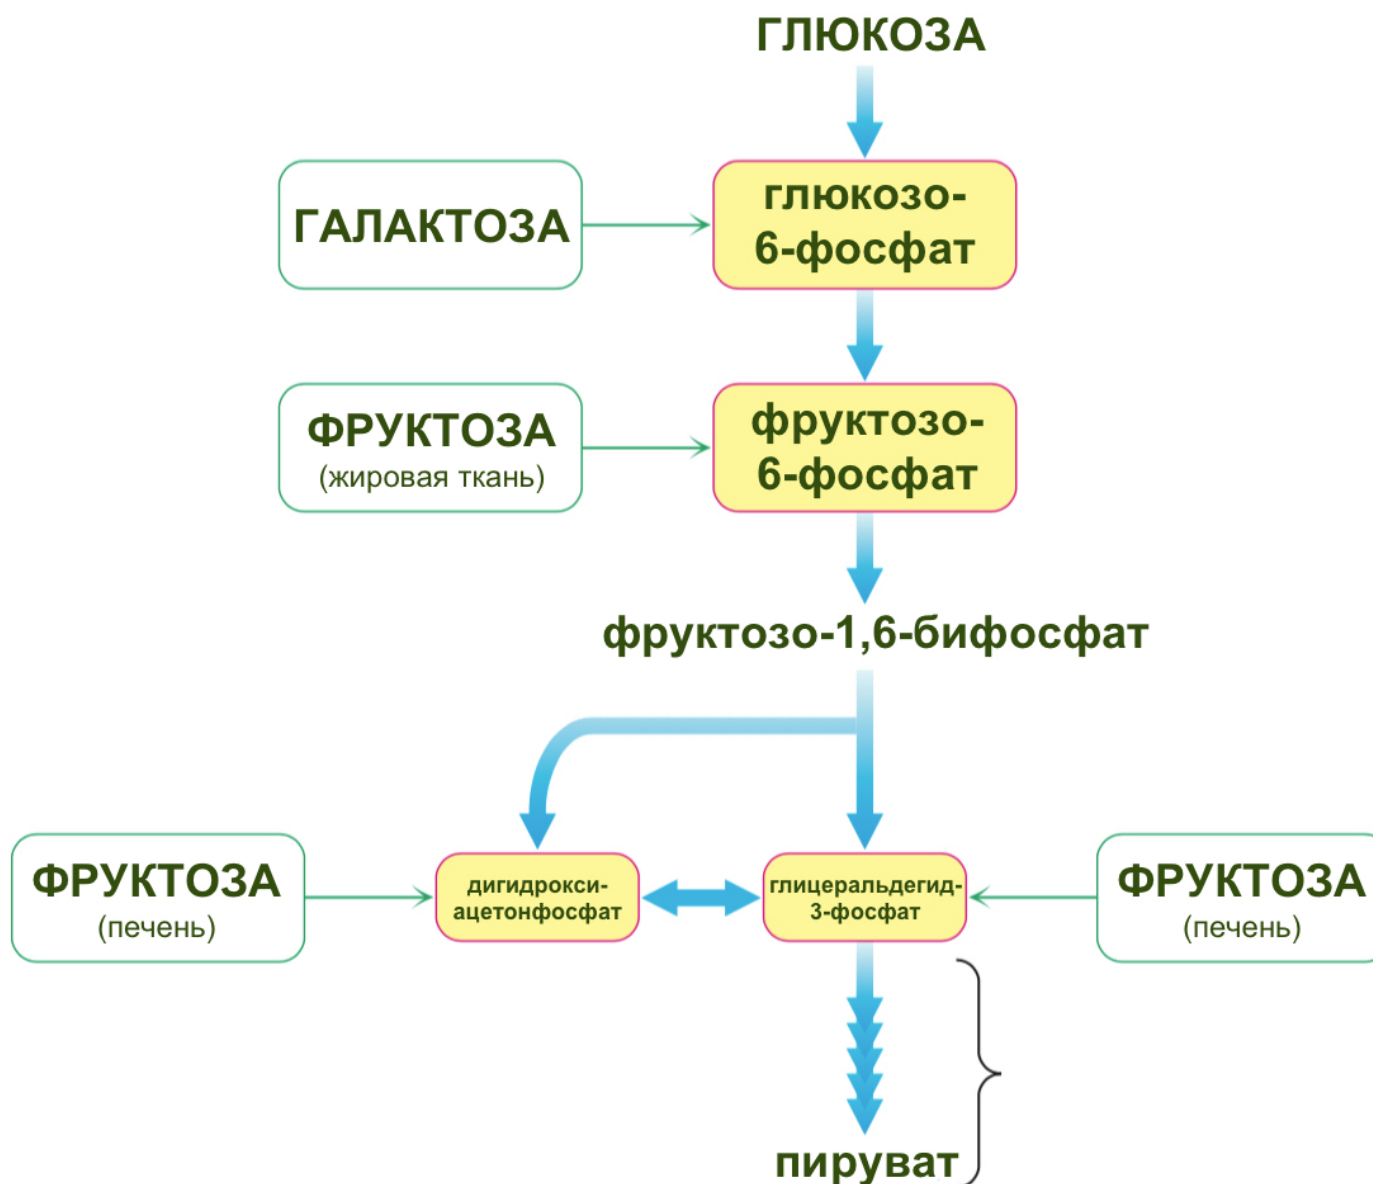 ГЛЮКОЗА
ГАЛАКТОЗА
глюкозо-
6-фосфат
ФРУКТОЗА
(жировая ткань)
фруктозо-
6-фосфат
фруктозо-1,6-бифосфат
ФРУКТОЗА
(печень)
дигидрокси-
ацетонфосфат
глицеральдегид-
3-фосфат
ФРУКТОЗА
(печень)
пируват